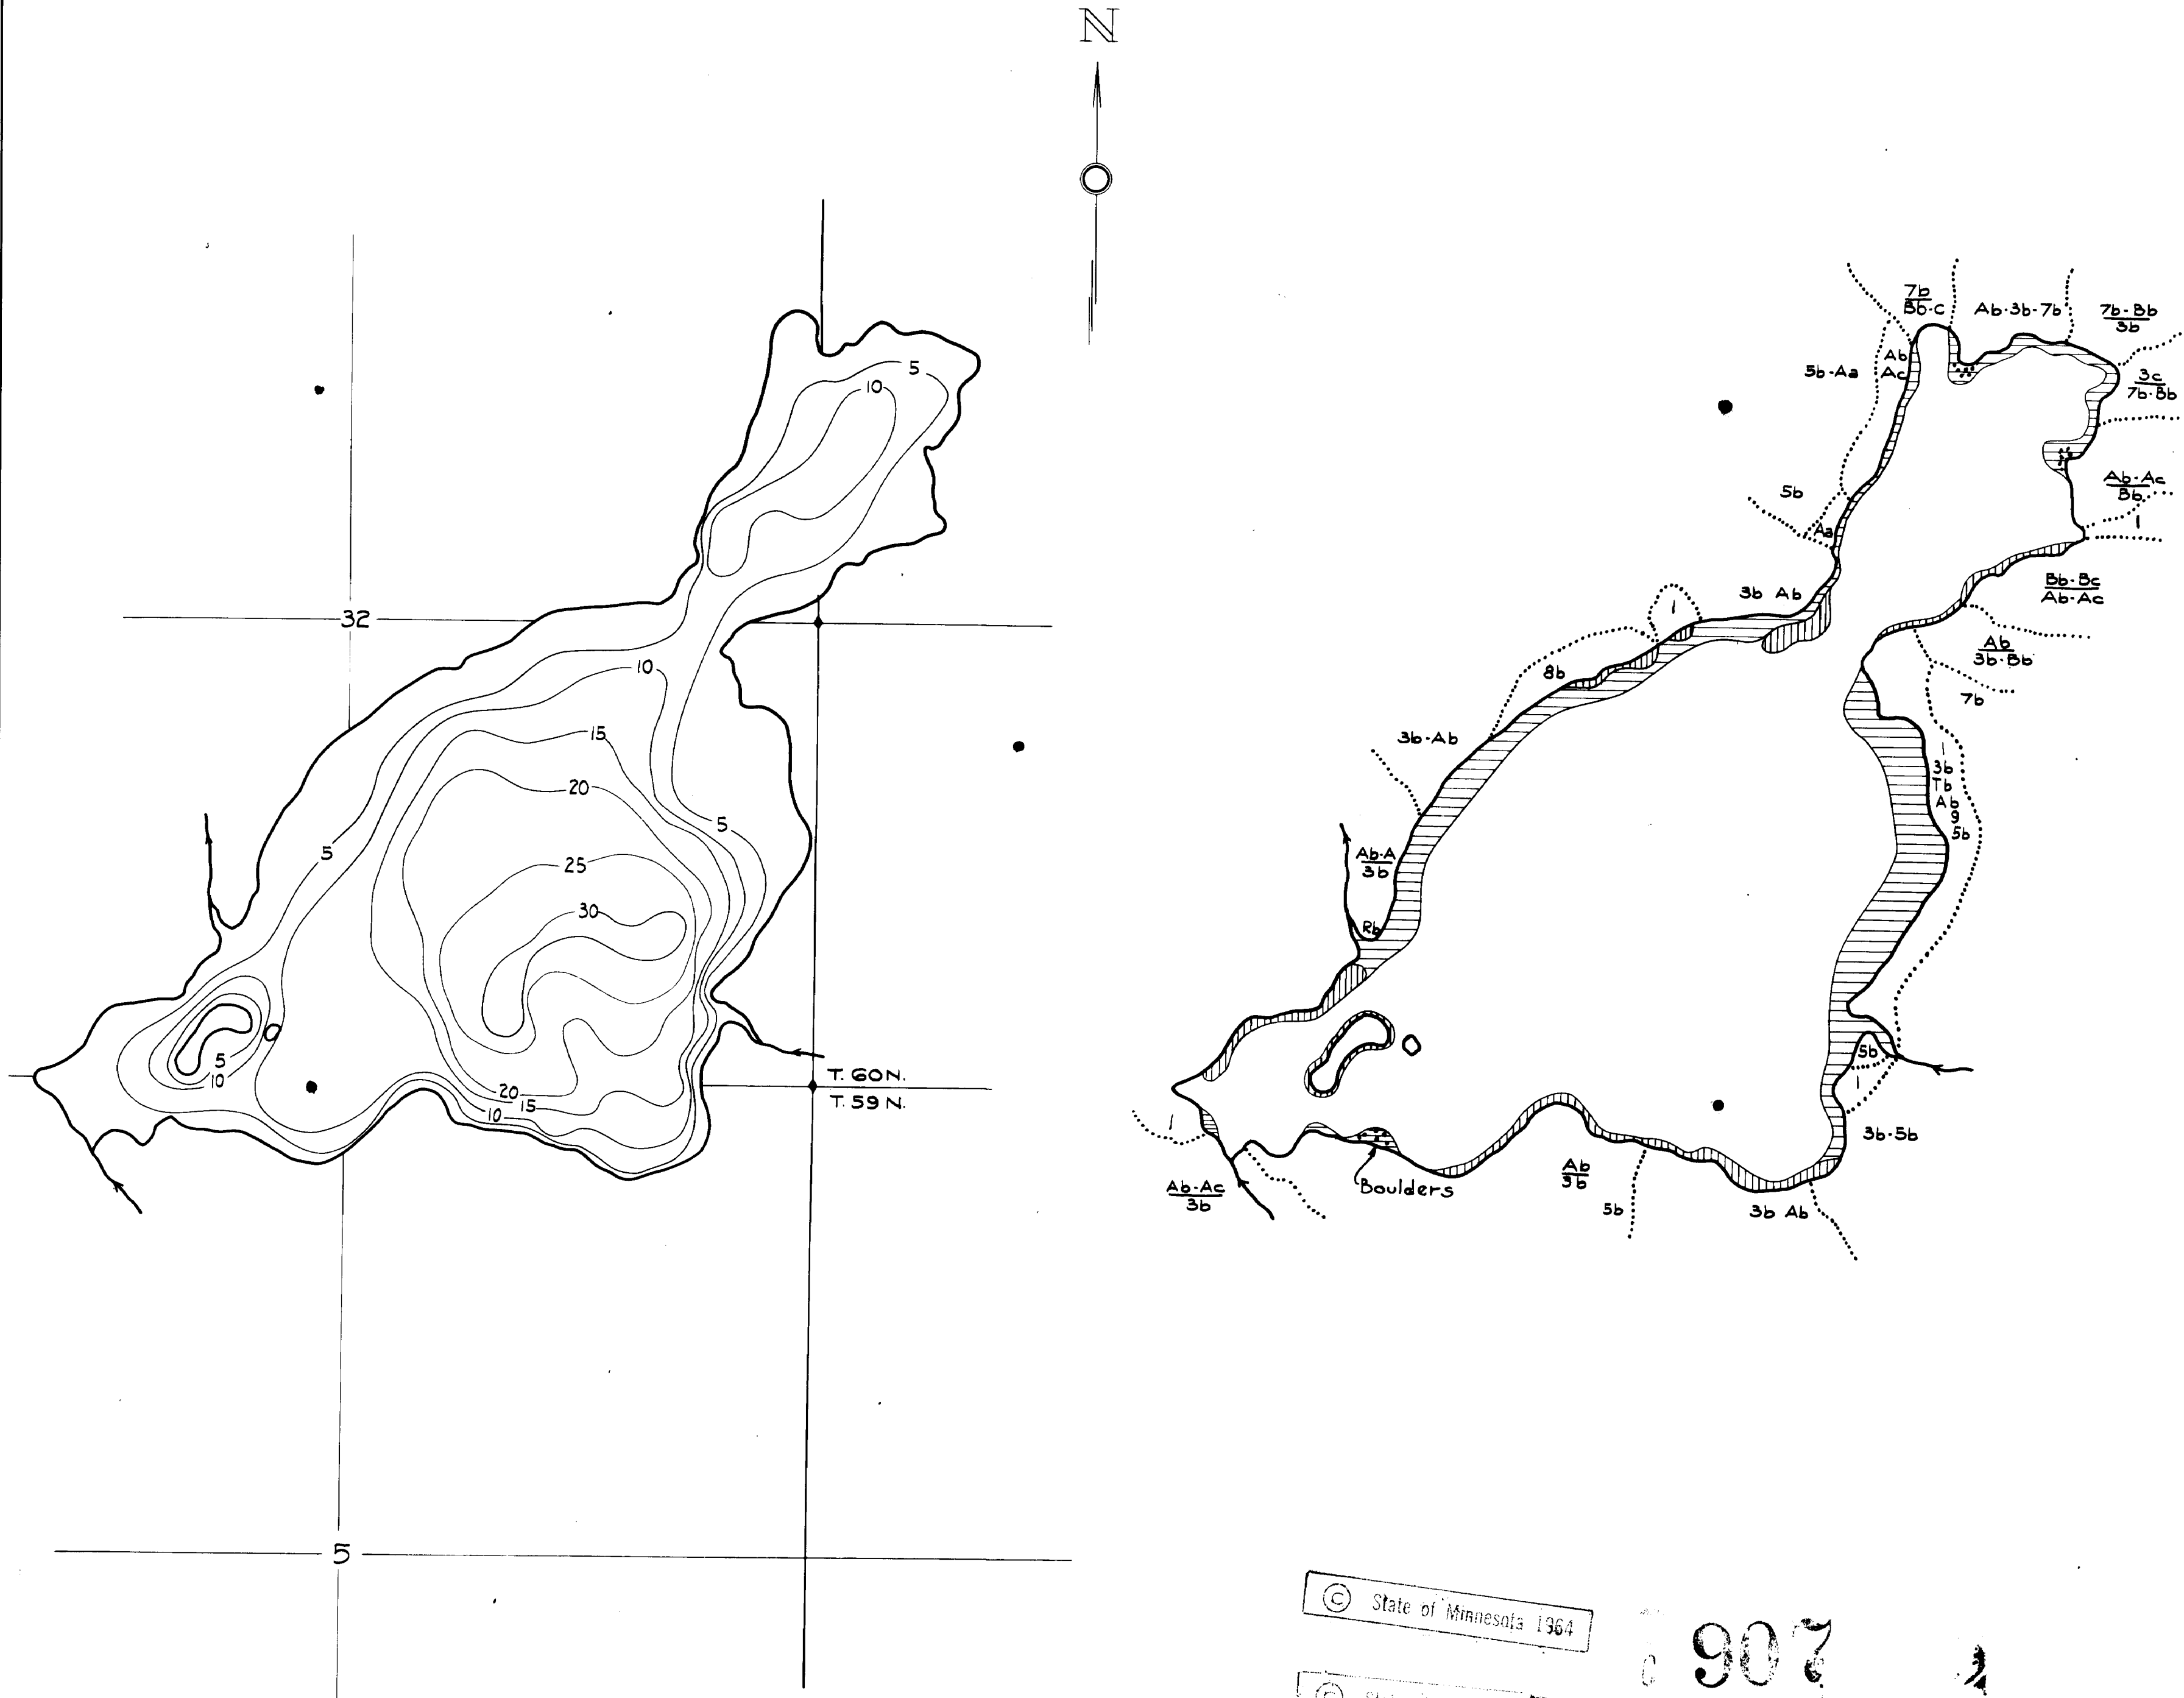 N
5
10
32
10
15
20
5
5
25
30
5
10
20
15
10
T. 60 N.
T. 59 N.
5
7b
Bb-C
Ab-3b-7b
7b-Bb
3b
Ab
5b-Aa Ac
3c
7b-Bb
5b
Ab-Ac
Bb
1
Aa
3b Ab
1
Bb-Bc
Ab-Ac
Ab
3b-Bb
8b
7b
3b-Ab
1
3b
Tb
Ab
9
5b
Ab-A
3b
Rb
5b
1
1
3b-5b
Ab
3b
Ab-Ac
3b
Boulders
5b
3b Ab
© State of Minnesota 1964
907
©